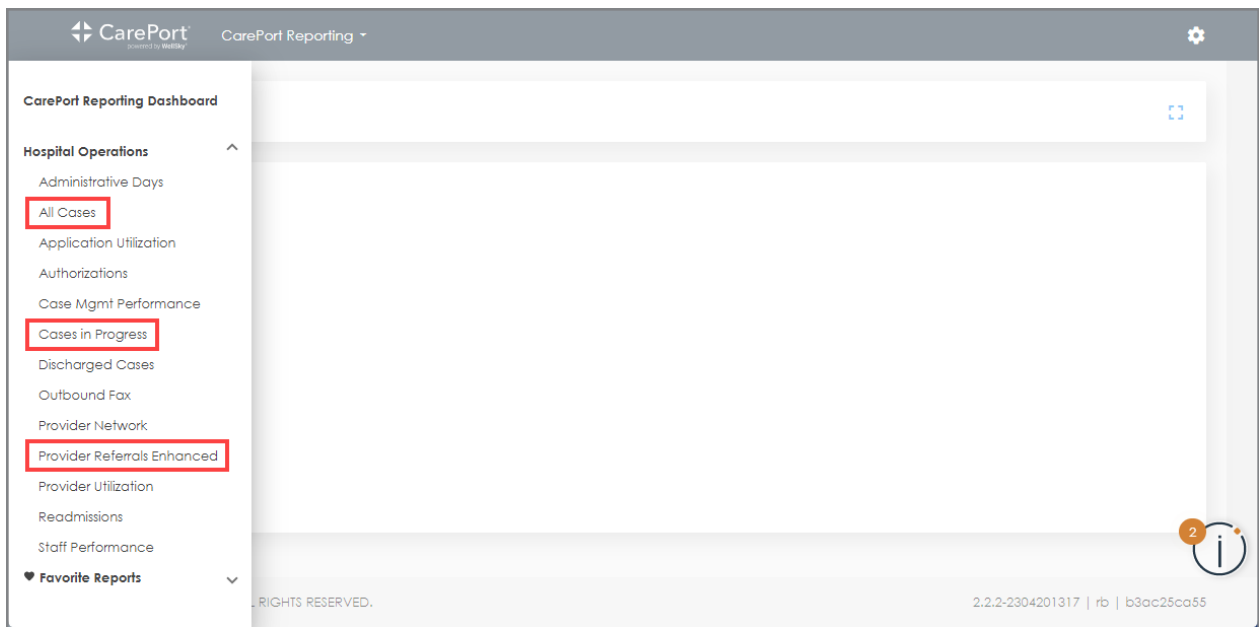 CarePort
powered by WellSky
CarePort Reporting
CarePort Reporting Dashboard
Hospital Operations
Administrative Days
All Cases
Application Utilization
Authorizations
Case Mgmt Performance
Cases in Progress
Discharged Cases
Outbound Fax
Provider Network
Provider Referrals Enhanced
Provider Utilization
Readmissions
Staff Performance
Favorite Reports
2
i
RIGHTS RESERVED.
2.2.2-2304201317 | rb | b3ac25ca55